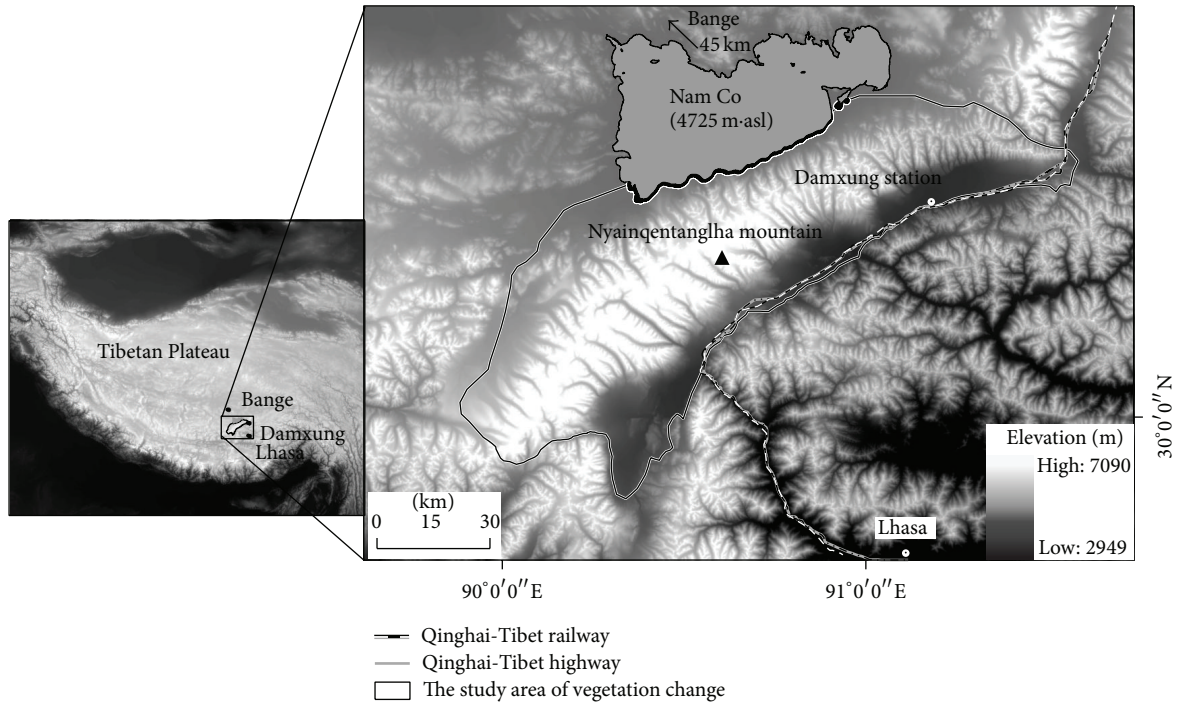 Bange
45 km
Nam Co
(4725 m·asl)
Damxung station
Nyainqentanglha mountain
Tibetan Plateau
Bange
Damxung
Lhasa
30°0′0″N
Elevation (m)
High: 7090
Low: 2949
(km)
0 15 30
Lhasa
90°0′0″E
91°0′0″E
Qinghai-Tibet railway
Qinghai-Tibet highway
The study area of vegetation change